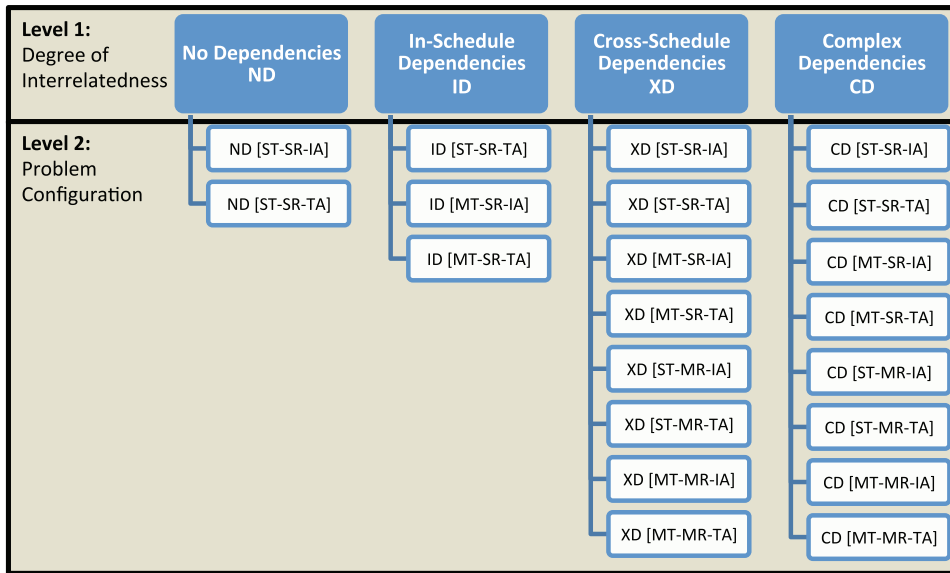 Level 1:
Degree of
Interrelatedness
No Dependencies
ND
In-Schedule
Dependencies
ID
Cross-Schedule
Dependencies
XD
Complex
Dependencies
CD
Level 2:
Problem
Configuration
ND [ST-SR-IA]
ND [ST-SR-TA]
ID [ST-SR-TA]
ID [MT-SR-IA]
ID [MT-SR-TA]
XD [ST-SR-IA]
XD [ST-SR-TA]
XD [MT-SR-IA]
XD [MT-SR-TA]
XD [ST-MR-IA]
XD [ST-MR-TA]
XD [MT-MR-IA]
XD [MT-MR-TA]
CD [ST-SR-IA]
CD [ST-SR-TA]
CD [MT-SR-IA]
CD [MT-SR-TA]
CD [ST-MR-IA]
CD [ST-MR-TA]
CD [MT-MR-IA]
CD [MT-MR-TA]